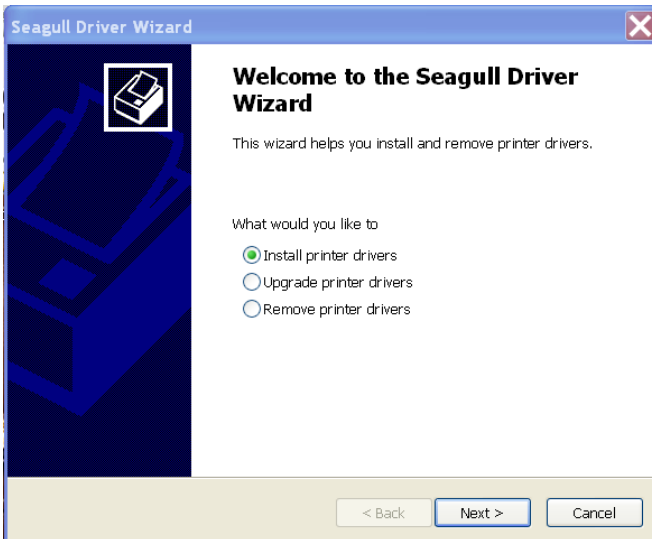 Seagull Driver Wizard
Welcome to the Seagull Driver
Wizard
This wizard helps you install and remove printer drivers.
What would you like to
Install printer drivers
Upgrade printer drivers
Remove printer drivers
< Back Next > Cancel